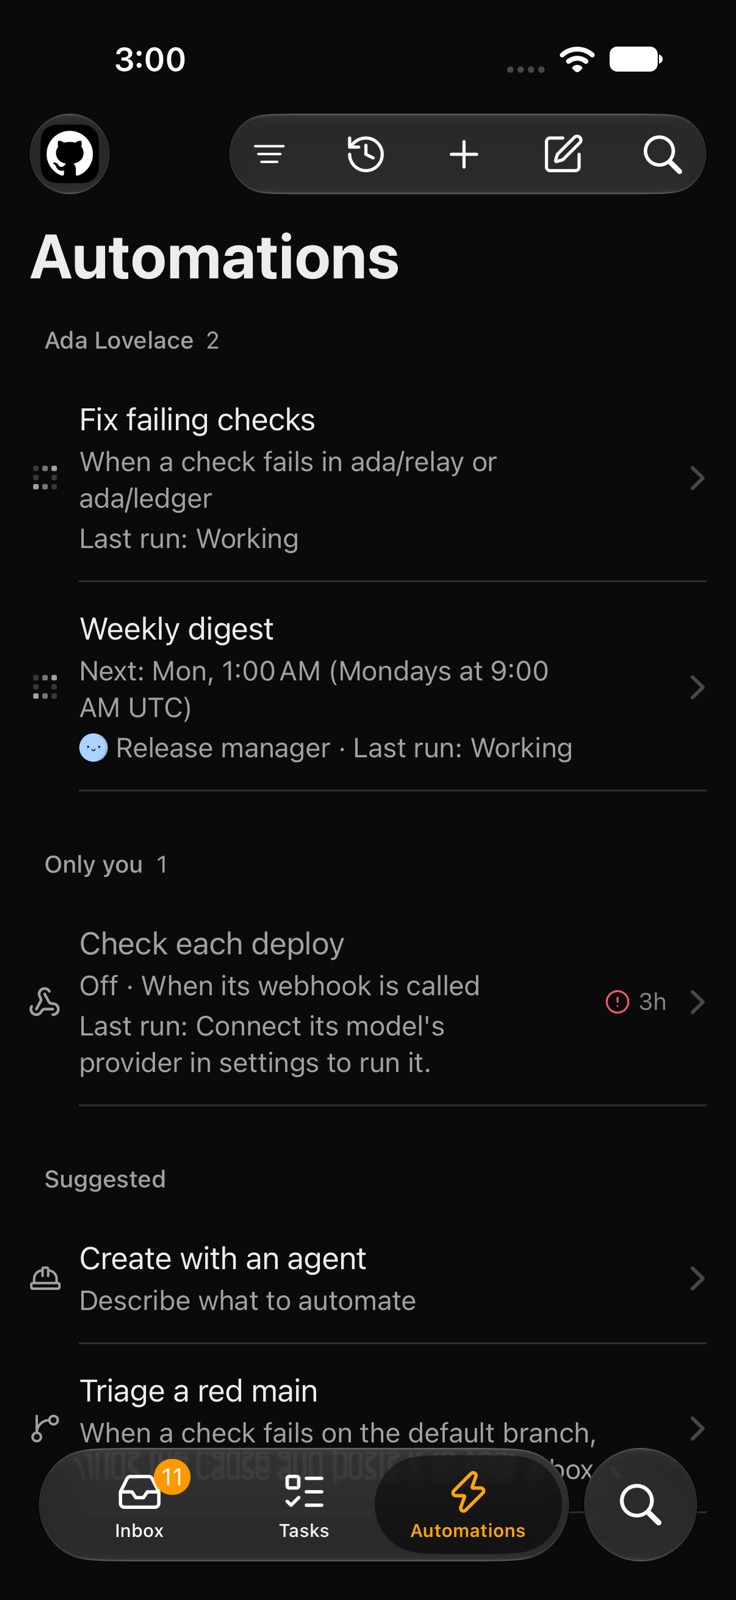 3:00
Automations
Ada Lovelace 2
Fix failing checks
When a check fails in ada/relay or
ada/ledger
Last run: Working
Weekly digest
Next: Mon, 1:00 AM (Mondays at 9:00
AM UTC)
Release manager · Last run: Working
Only you 1
Check each deploy
Off · When its webhook is called
Last run: Connect its model's
provider in settings to run it.
3h
Suggested
Create with an agent
Describe what to automate
Triage a red main
When a check fails on the default branch,
11
Inbox
Tasks
Automations